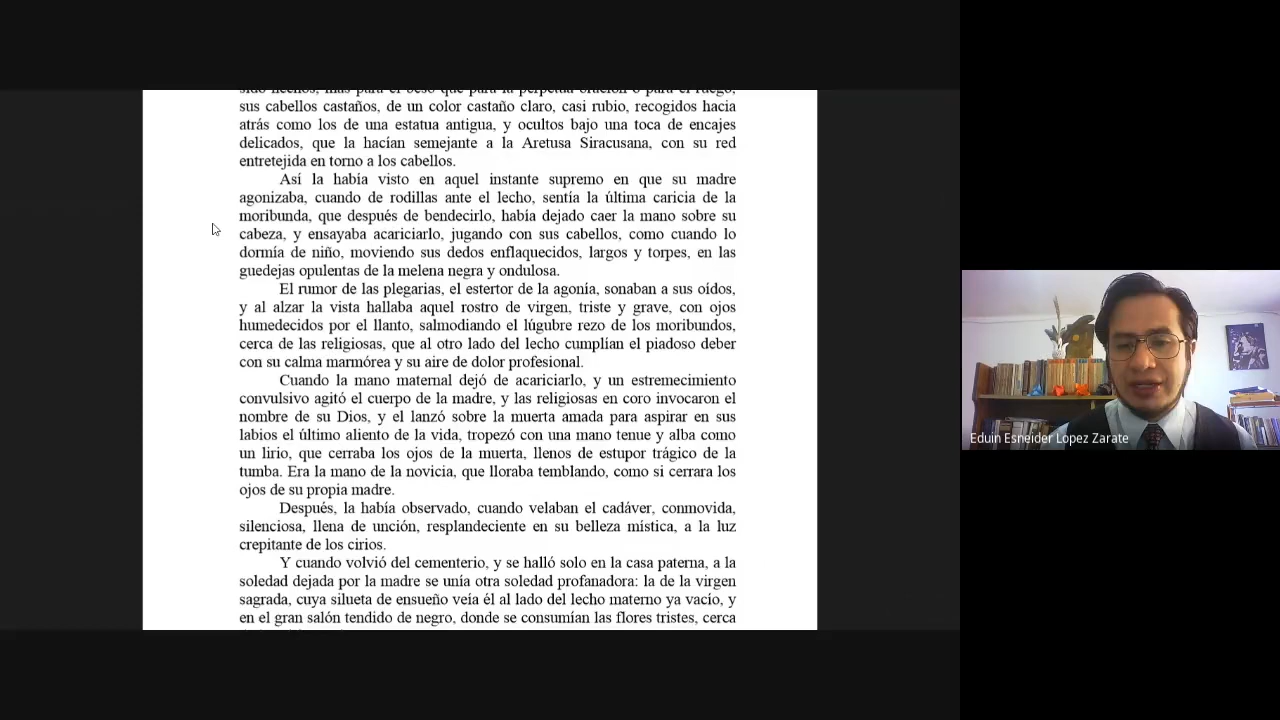 sido hechos, más para el beso que para la perpetua oración o para el ruego,
sus cabellos castaños, de un color castaño claro, casi rubio, recogidos hacia
atrás como los de una estatua antigua, y ocultos bajo una toca de encajes
delicados, que la hacían semejante a la Aretusa Siracusana, con su red
entretejida en torno a los cabellos.
Así la había visto en aquel instante supremo en que su madre
agonizaba, cuando de rodillas ante el lecho, sentía la última caricia de la
moribunda, que después de bendecirlo, había dejado caer la mano sobre su
cabeza, y ensayaba acariciarlo, jugando con sus cabellos, como cuando lo
dormía de niño, moviendo sus dedos enflaquecidos, largos y torpes, en las
guedejas opulentas de la melena negra y ondulosa.
El rumor de las plegarias, el estertor de la agonía, sonaban a sus oídos,
y al alzar la vista hallaba aquel rostro de virgen, triste y grave, con ojos
humedecidos por el llanto, salmodiando el lúgubre rezo de los moribundos,
cerca de las religiosas, que al otro lado del lecho cumplían el piadoso deber
con su calma marmórea y su aire de dolor profesional.
Cuando la mano maternal dejó de acariciarlo, y un estremecimiento
convulsivo agitó el cuerpo de la madre, y las religiosas en coro invocaron el
nombre de su Dios, y el lanzó sobre la muerta amada para aspirar en sus
labios el último aliento de la vida, tropezó con una mano tenue y alba como
un lirio, que cerraba los ojos de la muerta, llenos de estupor trágico de la
tumba. Era la mano de la novicia, que lloraba temblando, como si cerrara los
ojos de su propia madre.
Después, la había observado, cuando velaban el cadáver, conmovida,
silenciosa, llena de unción, resplandeciente en su belleza mística, a la luz
crepitante de los cirios.
Y cuando volvió del cementerio, y se halló solo en la casa paterna, a la
soledad dejada por la madre se unía otra soledad profanadora: la de la virgen
sagrada, cuya silueta de ensueño veía él al lado del lecho materno ya vacío, y
en el gran salón tendido de negro, donde se consumían las flores tristes, cerca
Eduin Esneider Lopez Zarate